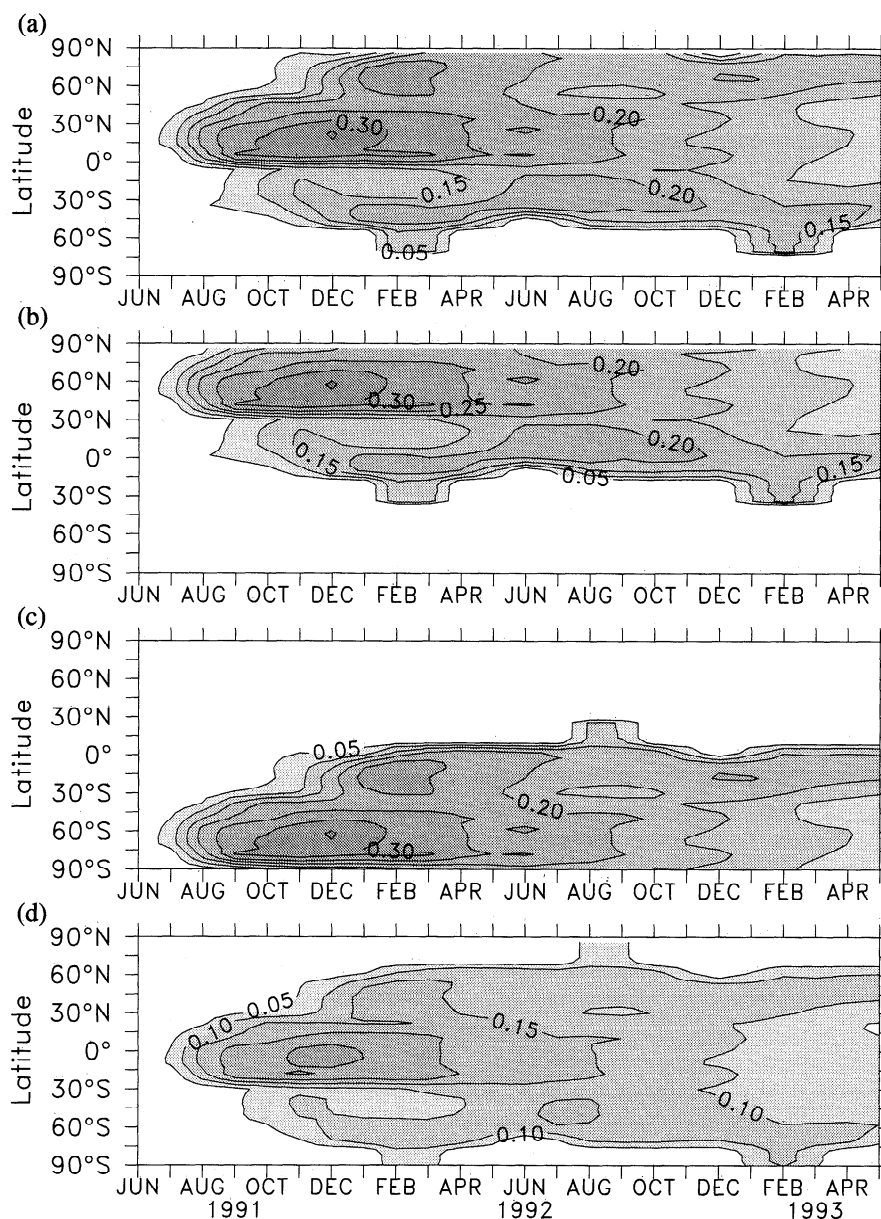 (a)
90°N
60°N
30°N
0°
30°S
60°S
90°S
Latitude
0.30
0.20
0.15
0.20
0.05
0.15
JUN AUG OCT DEC FEB APR JUN AUG OCT DEC FEB APR
(b)
90°N
60°N
30°N
0°
30°S
60°S
90°S
Latitude
0.20
0.30
0.25
0.20
0.15
0.05
0.15
JUN AUG OCT DEC FEB APR JUN AUG OCT DEC FEB APR
(c)
90°N
60°N
30°N
0°
30°S
60°S
90°S
Latitude
0.05
0.20
0.30
JUN AUG OCT DEC FEB APR JUN AUG OCT DEC FEB APR
(d)
90°N
60°N
30°N
0°
30°S
60°S
90°S
Latitude
0.10
0.05
0.15
0.10
0.10
JUN AUG OCT DEC FEB APR JUN AUG OCT DEC FEB APR
1991 1992 1993